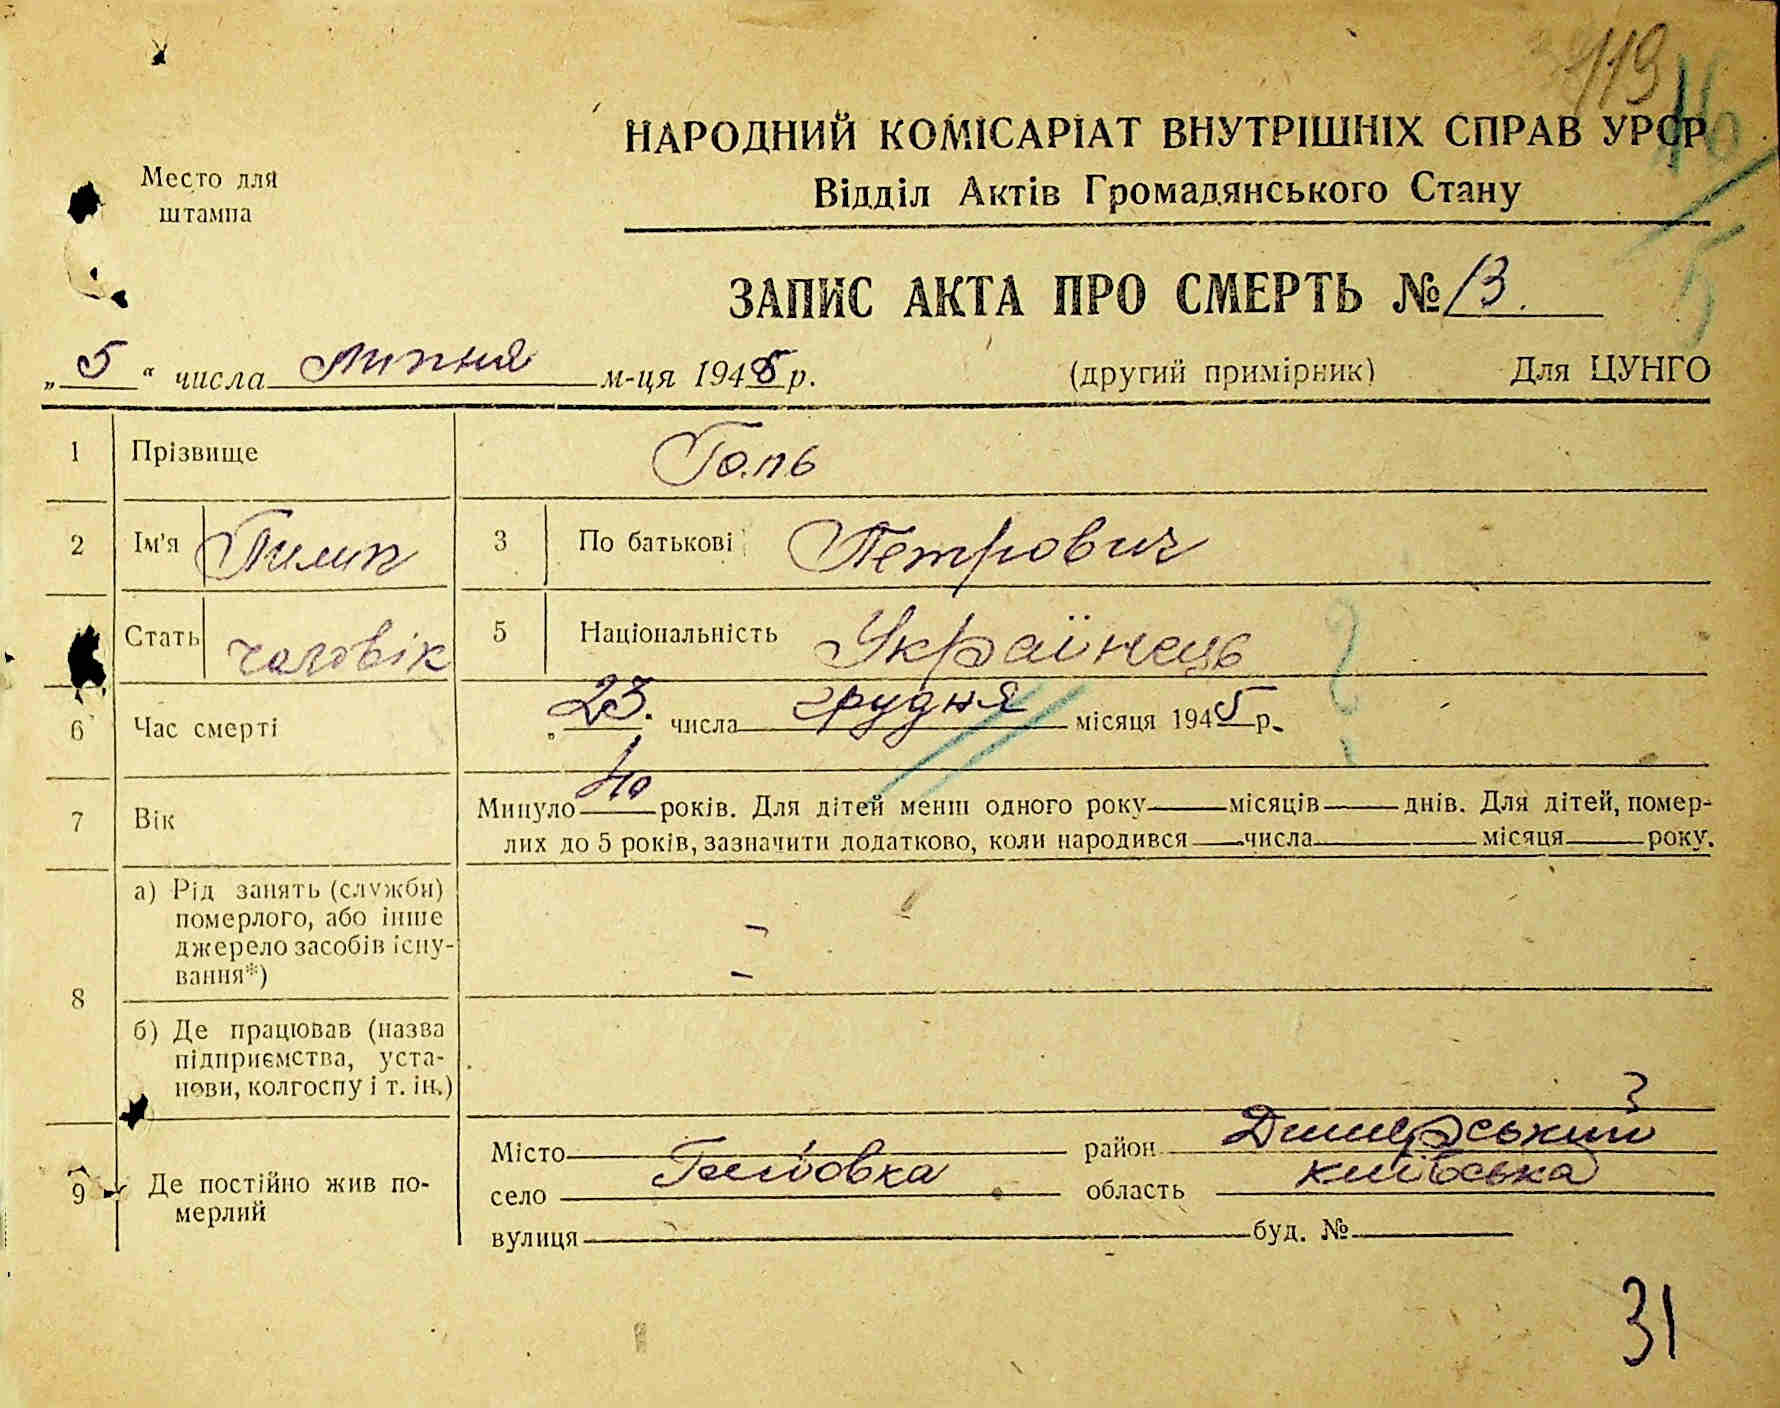 119
16
НАРОДНИЙ КОМІСАРІАТ ВНУТРІШНІХ СПРАВ УРСР
Место для
штампа
Відділ Актів Громадянського Стану
5
ЗАПИС АКТА ПРО СМЕРТЬ № 13.
„5“ числа липня м-ця 1945 р. (другий примірник) Для ЦУНГО
1 Прізвище Голь
2 Ім'я Пилип 3 По батькові Петрович
Стать чоловік 5 Національність Українець
6 Час смерті „23. числа грудня місяця 1945 р.
7 Вік Минуло 40 років. Для дітей менш одного року місяців днів. Для дітей, помер-
лих до 5 років, зазначити додатково, коли народився числа місяця року.
8 а) Рід занять (служби)
померлого, або інше
джерело засобів існу-
вання*)
б) Де працював (назва
підприємства, уста-
нови, колгоспу і т. ін.)
9 Де постійно жив по-
мерлий
Місто район Димерський
село область київська
вулиця буд. №
31